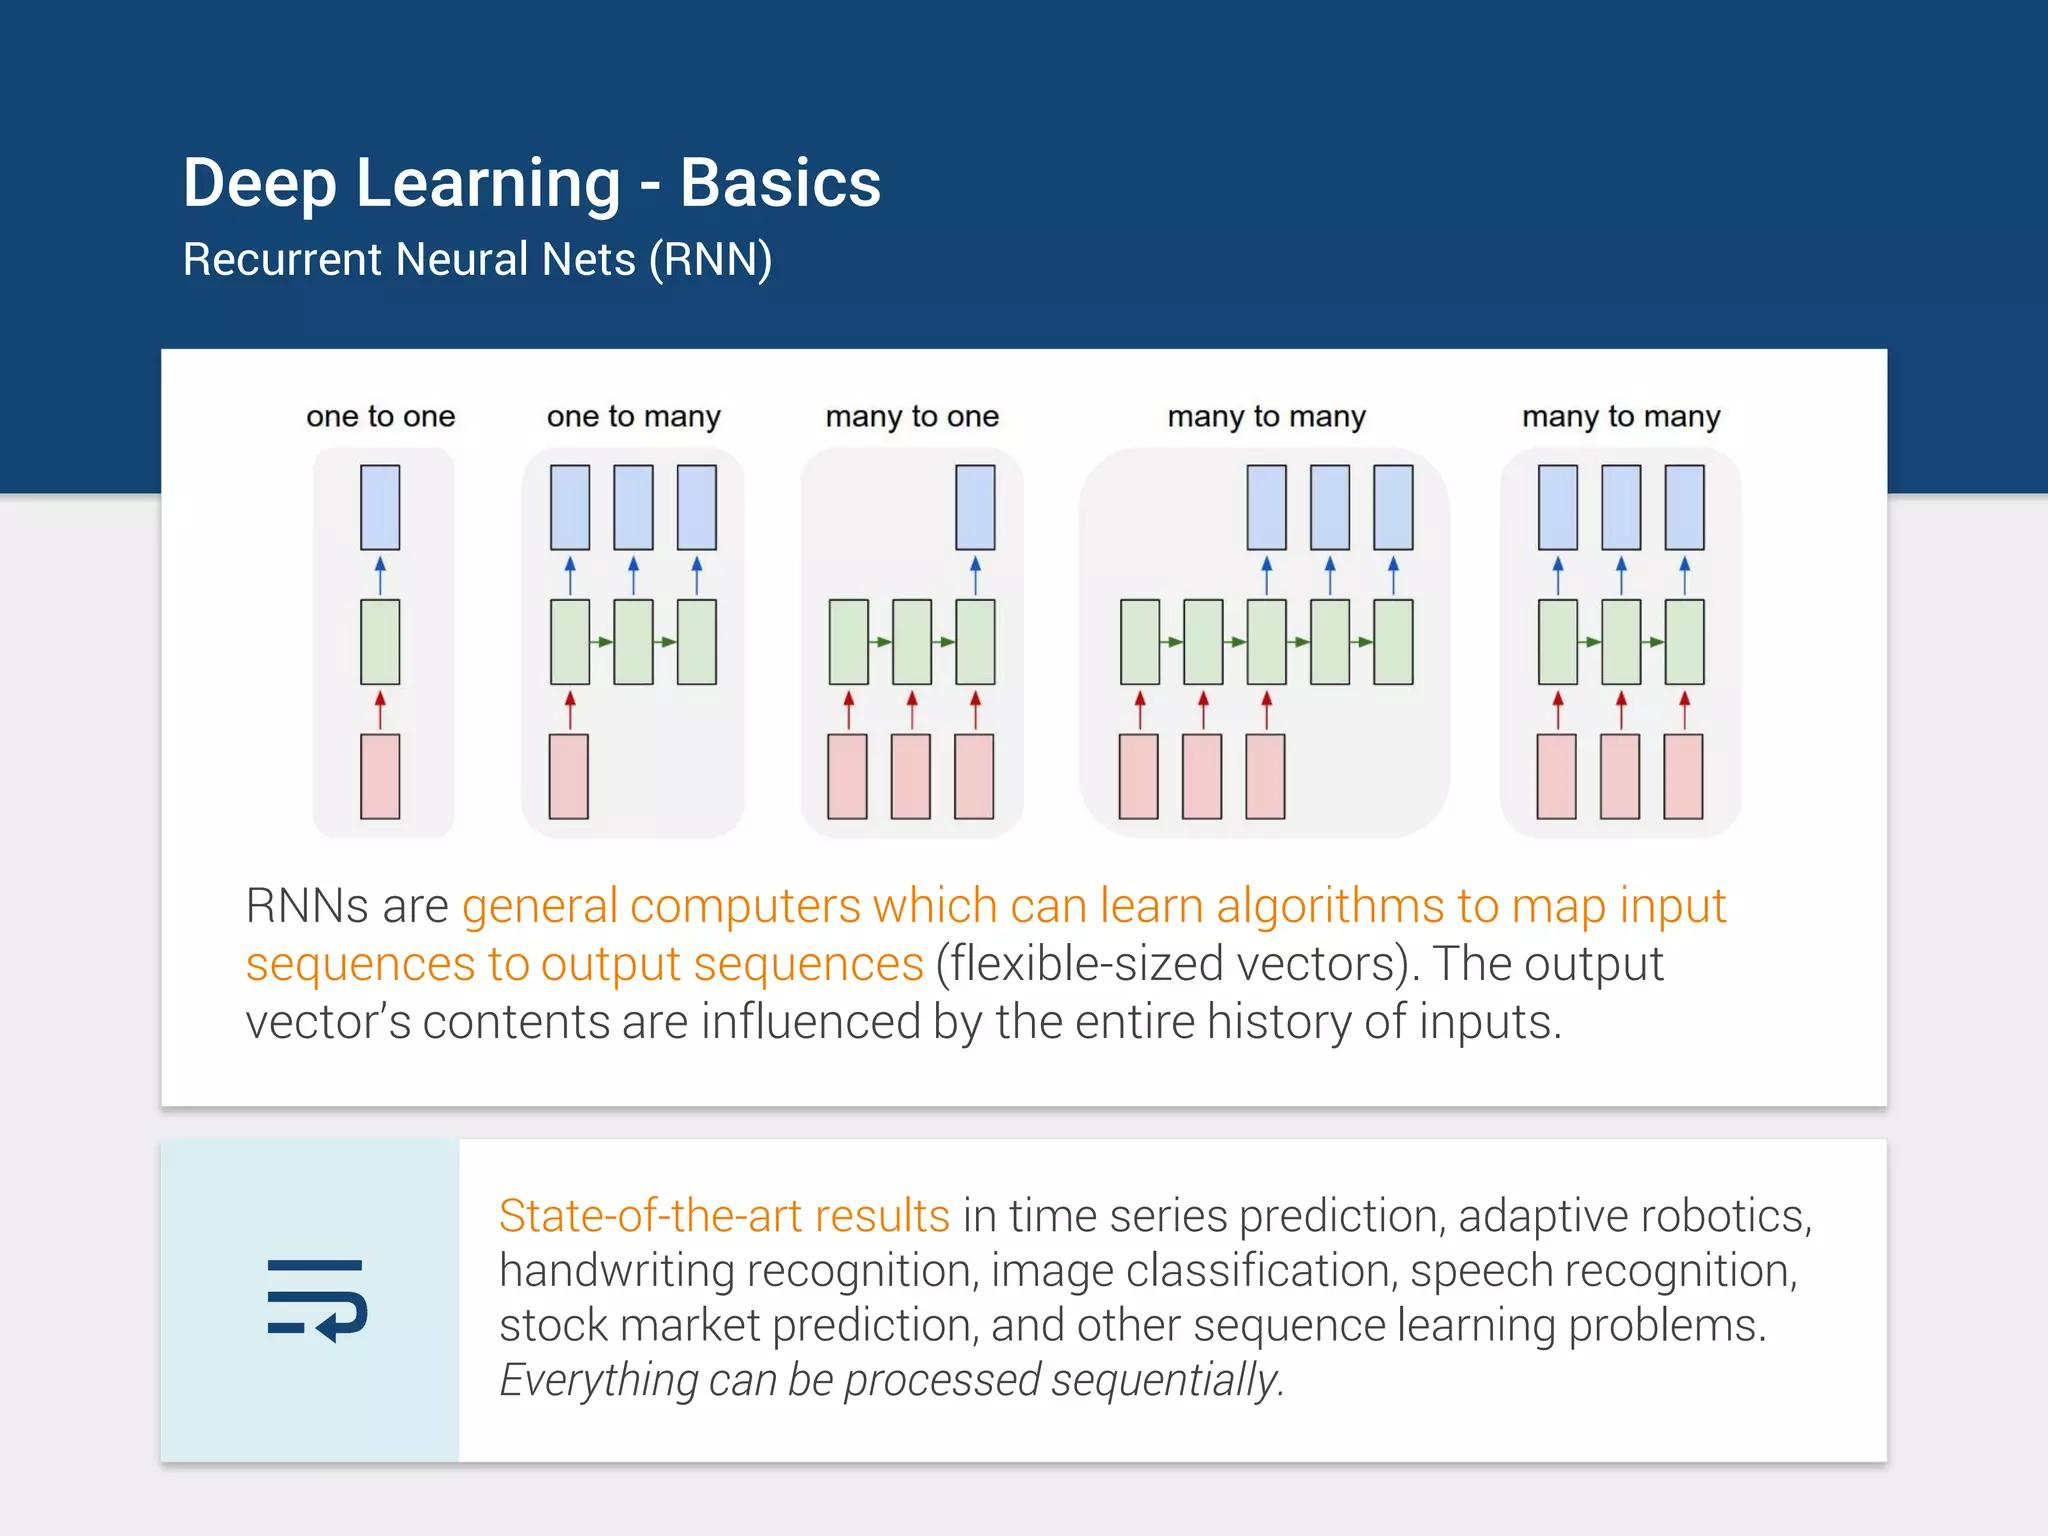 Deep Learning - Basics
Recurrent Neural Nets (RNN)
one to one
one to many
many to one
many to many
many to many
RNNs are general computers which can learn algorithms to map input
sequences to output sequences (flexible-sized vectors). The output
vector’s contents are influenced by the entire history of inputs.
State-of-the-art results in time series prediction, adaptive robotics,
handwriting recognition, image classification, speech recognition,
stock market prediction, and other sequence learning problems.
Everything can be processed sequentially.